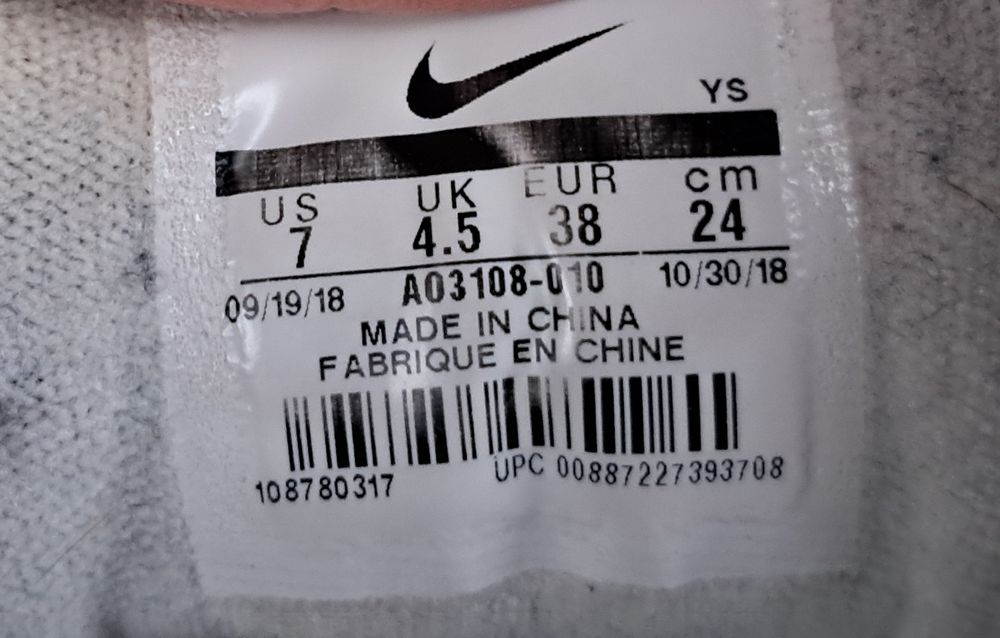 YS
US UK EUR cm
7 4.5 38 24
09/19/18 AO3108-010 10/30/18
MADE IN CHINA
FABRIQUE EN CHINE
108780317 UPC 00887227393708